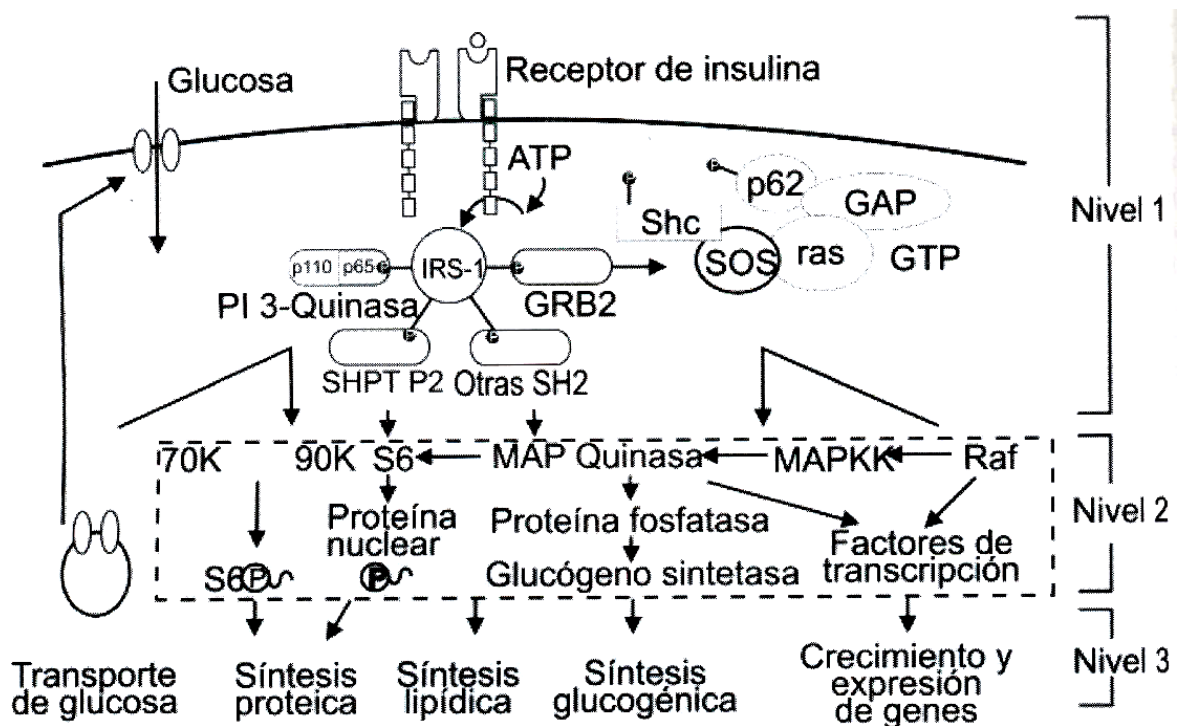 Glucosa
Receptor de insulina
ATP
P
p62
GAP
Nivel 1
P
Shc
SOS
ras
GTP
p110 p65 P
IRS-1
P
PI 3-Quinasa
GRB2
P
P
SHPT P2
Otras SH2
70K
90K S6
MAP Quinasa
MAPKK
Raf
Nivel 2
Proteína
nuclear
Proteína fosfatasa
Factores de
transcripción
S6 P
P
Glucógeno sintetasa
Nivel 3
Transporte
de glucosa
Síntesis
proteica
Síntesis
lipídica
Síntesis
glucogénica
Crecimiento y
expresión
de genes